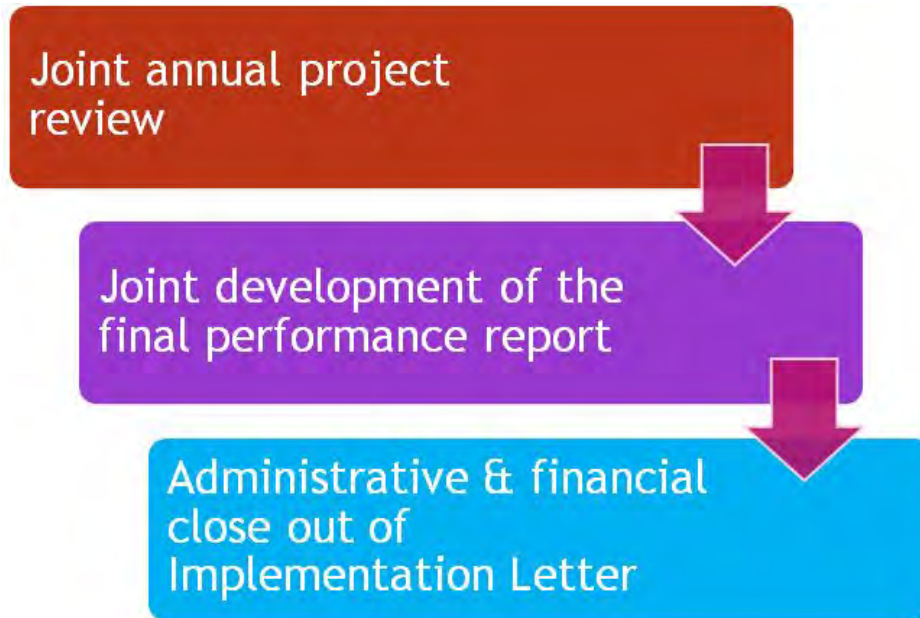 Joint annual project
review
Joint development of the
final performance report
Administrative & financial
close out of
Implementation Letter